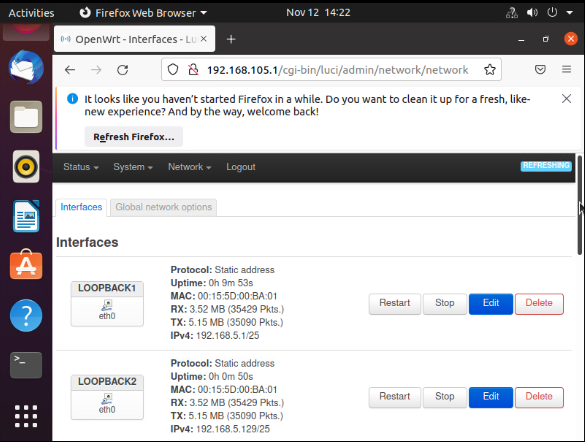 Activities
Firefox Web Browser
Nov 12 14:22
OpenWrt - Interfaces - Lu
192.168.105.1/cgi-bin/luci/admin/network/network
It looks like you haven't started Firefox in a while. Do you want to clean it up for a fresh, like-
new experience? And by the way, welcome back!
Refresh Firefox...
Status System Network Logout
REFRESHING
Interfaces Global network options
Interfaces
LOOPBACK1
eth0
Protocol: Static address
Uptime: 0h 9m 53s
MAC: 00:15:5D:00:BA:01
RX: 3.52 MB (35429 Pkts.)
TX: 5.15 MB (35090 Pkts.)
IPv4: 192.168.5.1/25
Restart Stop Edit Delete
LOOPBACK2
eth0
Protocol: Static address
Uptime: 0h 0m 50s
MAC: 00:15:5D:00:BA:01
RX: 3.52 MB (35429 Pkts.)
TX: 5.15 MB (35090 Pkts.)
IPv4: 192.168.5.129/25
Restart Stop Edit Delete